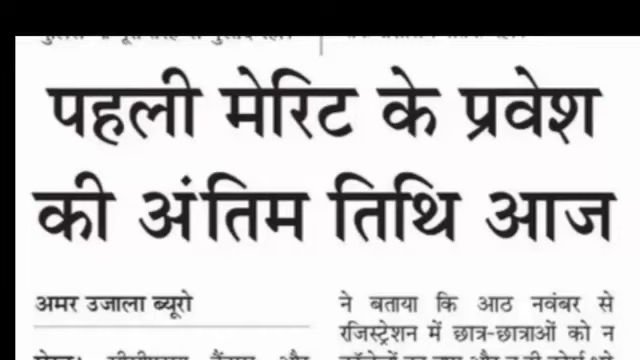 पहली मेरिट के प्रवेश
की अंतिम तिथि आज
अमर उजाला ब्यूरो
ने बताया कि आठ नवंबर से
रजिस्ट्रेशन में छात्र-छात्राओं को न